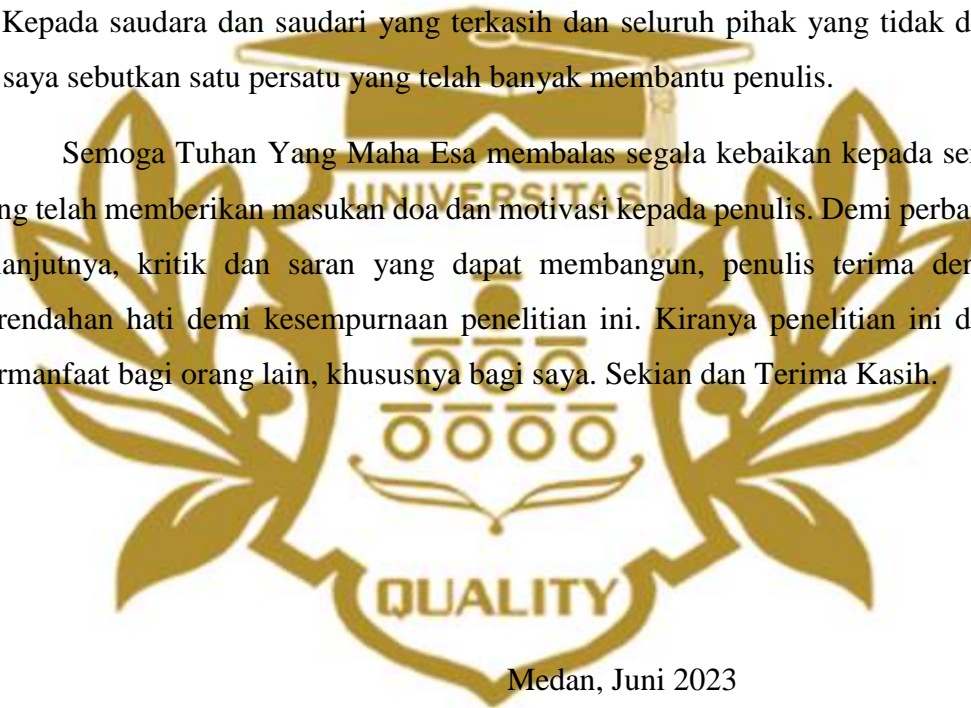 Kepada saudara dan saudari yang terkasih dan seluruh pihak yang tidak d
saya sebutkan satu persatu yang telah banyak membantu penulis.
Semoga Tuhan Yang Maha Esa membalas segala kebaikan kepada se
ng telah memberikan masukan doa dan motivasi kepada penulis. Demi perba
lanjutnya, kritik dan saran yang dapat membangun, penulis terima de
rendahan hati demi kesempurnaan penelitian ini. Kiranya penelitian ini d
rmanfaat bagi orang lain, khususnya bagi saya. Sekian dan Terima Kasih.
UNIVERSITAS
QUALITY
Medan, Juni 2023